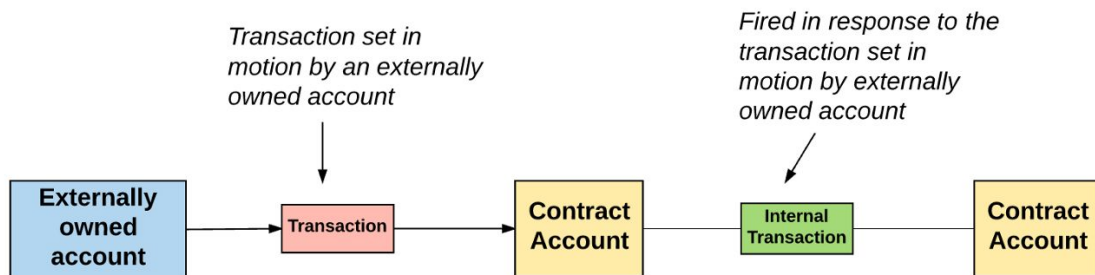 Transaction set in
motion by an externally
owned account
Fired in response to the
transaction set in
motion by externally
owned account
Externally
owned
account
Transaction
Contract
Account
Internal
Transaction
Contract
Account